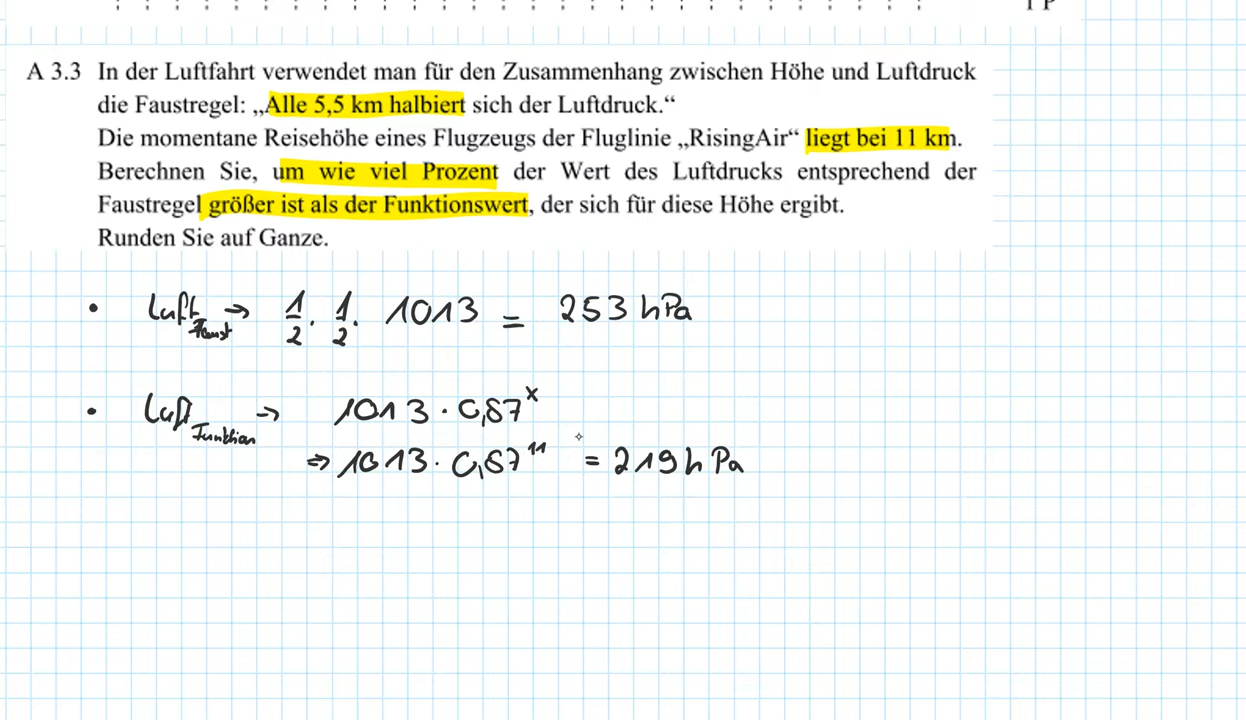 1 P
A 3.3 In der Luftfahrt verwendet man für den Zusammenhang zwischen Höhe und Luftdruck
die Faustregel: „Alle 5,5 km halbiert sich der Luftdruck.“
Die momentane Reisehöhe eines Flugzeugs der Fluglinie „RisingAir“ liegt bei 11 km.
Berechnen Sie, um wie viel Prozent der Wert des Luftdrucks entsprechend der
Faustregel größer ist als der Funktionswert, der sich für diese Höhe ergibt.
Runden Sie auf Ganze.
• Luft Faust → 1/2 · 1/2 · 1013 = 253 hPa
• Luft Funktion → 1013 · 0,87^x
⇒ 1013 · 0,87^11 = 219 hPa